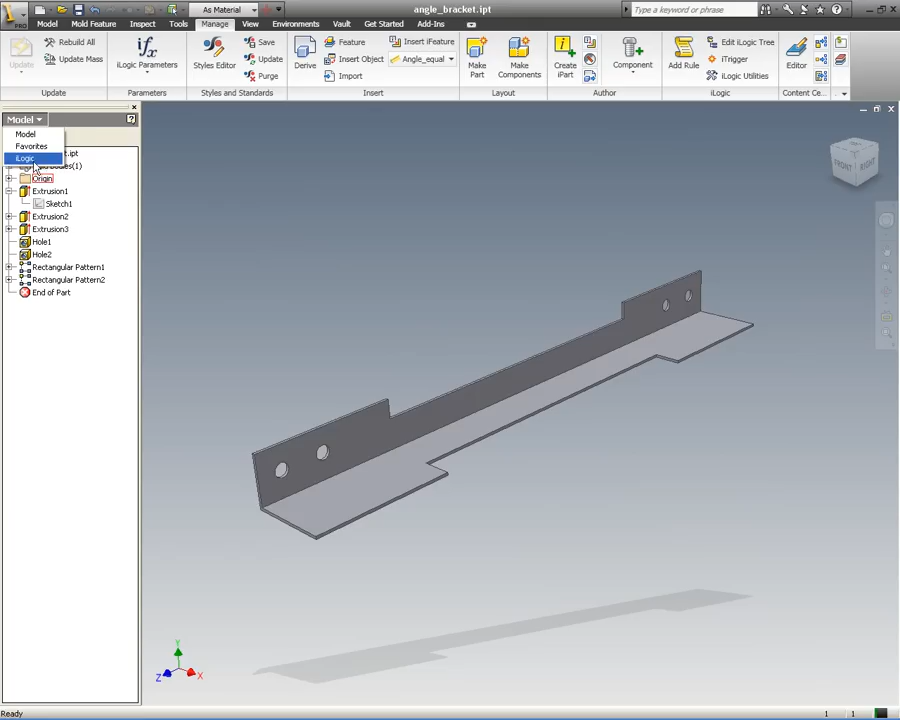 As Material
angle_bracket.ipt
Type a keyword or phrase
PRO
Model
Mold Feature
Inspect
Tools
Manage
View
Environments
Vault
Get Started
Add-Ins
Update
Rebuild All
Update Mass
Update
iLogic Parameters
Parameters
Styles Editor
Save
Update
Purge
Styles and Standards
Derive
Feature
Insert Object
Import
Insert iFeature
Angle_equal
Insert
Make Part
Make Components
Layout
Create iPart
Component
Author
Add Rule
Edit iLogic Tree
iTrigger
iLogic Utilities
iLogic
Editor
Content Ce..
Model
Model
Favorites
iLogic
Origin
Extrusion1
Sketch1
Extrusion2
Extrusion3
Hole1
Hole2
Rectangular Pattern1
Rectangular Pattern2
End of Part
FRONT
RIGHT
Y
Z
X
Ready
1
1